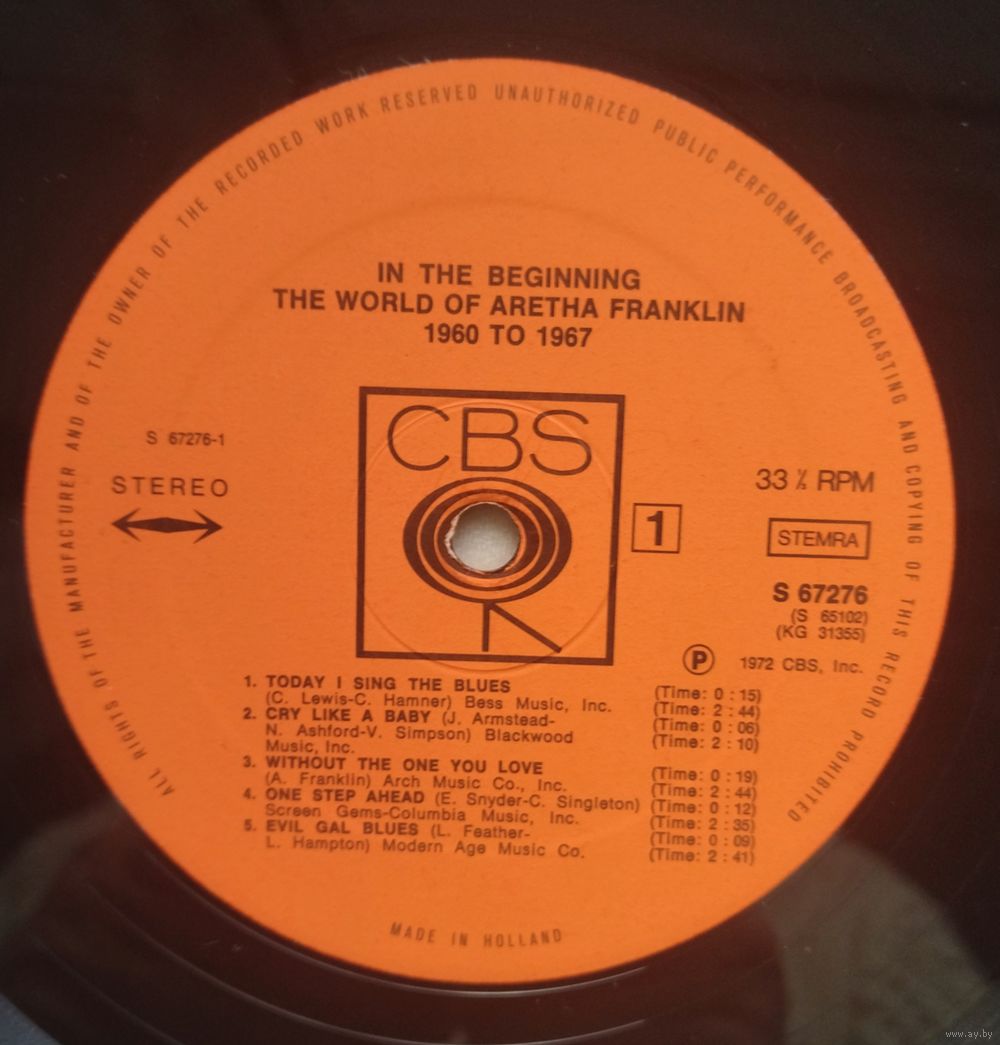 ALL RIGHTS OF THE MANUFACTURER AND OF THE OWNER OF THE RECORDED WORK RESERVED UNAUTHORIZED PUBLIC PERFORMANCE BROADCASTING AND COPYING OF THIS RECORD PROHIBITED
IN THE BEGINNING
THE WORLD OF ARETHA FRANKLIN
1960 TO 1967
CBS
S 67276-1
STEREO
1
33 ⅓ RPM
STEMRA
S 67276
(S 65102)
(KG 31355)
Ⓟ 1972 CBS, Inc.
1. TODAY I SING THE BLUES (Time: 0 : 15)
(C. Lewis-C. Hamner) Bess Music, Inc. (Time: 2 : 44)
2. CRY LIKE A BABY (J. Armstead- (Time: 0 : 06)
N. Ashford-V. Simpson) Blackwood (Time: 2 : 10)
Music, Inc.
3. WITHOUT THE ONE YOU LOVE (Time: 0 : 19)
(A. Franklin) Arch Music Co., Inc. (Time: 2 : 44)
4. ONE STEP AHEAD (E. Snyder-C. Singleton) (Time: 0 : 12)
Screen Gems-Columbia Music, Inc. (Time: 2 : 35)
5. EVIL GAL BLUES (L. Feather- (Time: 0 : 09)
L. Hampton) Modern Age Music Co. (Time: 2 : 41)
MADE IN HOLLAND
www.ay.by